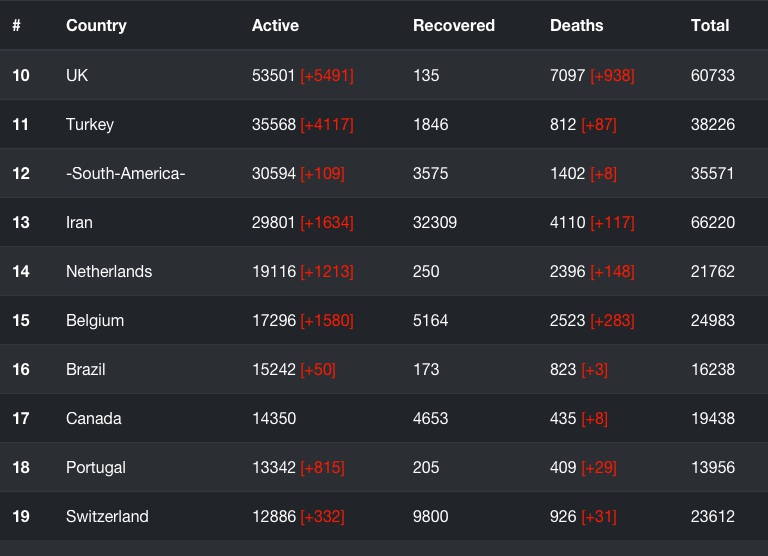 # Country Active Recovered Deaths Total
10 UK 53501 [+5491] 135 7097 [+938] 60733
11 Turkey 35568 [+4117] 1846 812 [+87] 38226
12 -South-America- 30594 [+109] 3575 1402 [+8] 35571
13 Iran 29801 [+1634] 32309 4110 [+117] 66220
14 Netherlands 19116 [+1213] 250 2396 [+148] 21762
15 Belgium 17296 [+1580] 5164 2523 [+283] 24983
16 Brazil 15242 [+50] 173 823 [+3] 16238
17 Canada 14350 4653 435 [+8] 19438
18 Portugal 13342 [+815] 205 409 [+29] 13956
19 Switzerland 12886 [+332] 9800 926 [+31] 23612